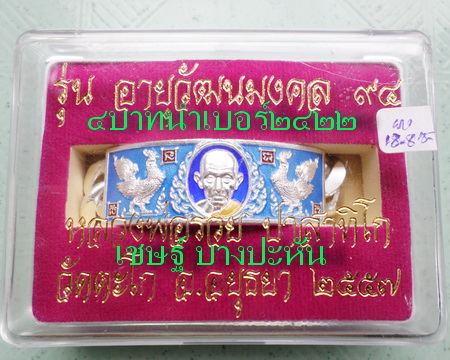 รุ่น อายุวัฒนมงคล ๙๔
๔บาทหน้าเบอร์๒๔๒๒
หลวงพ่อรวย ปาสาทิโก
เชษฐ์ บางปะหัน
วัดตะโก จ.อยุธยา ๒๕๕๗